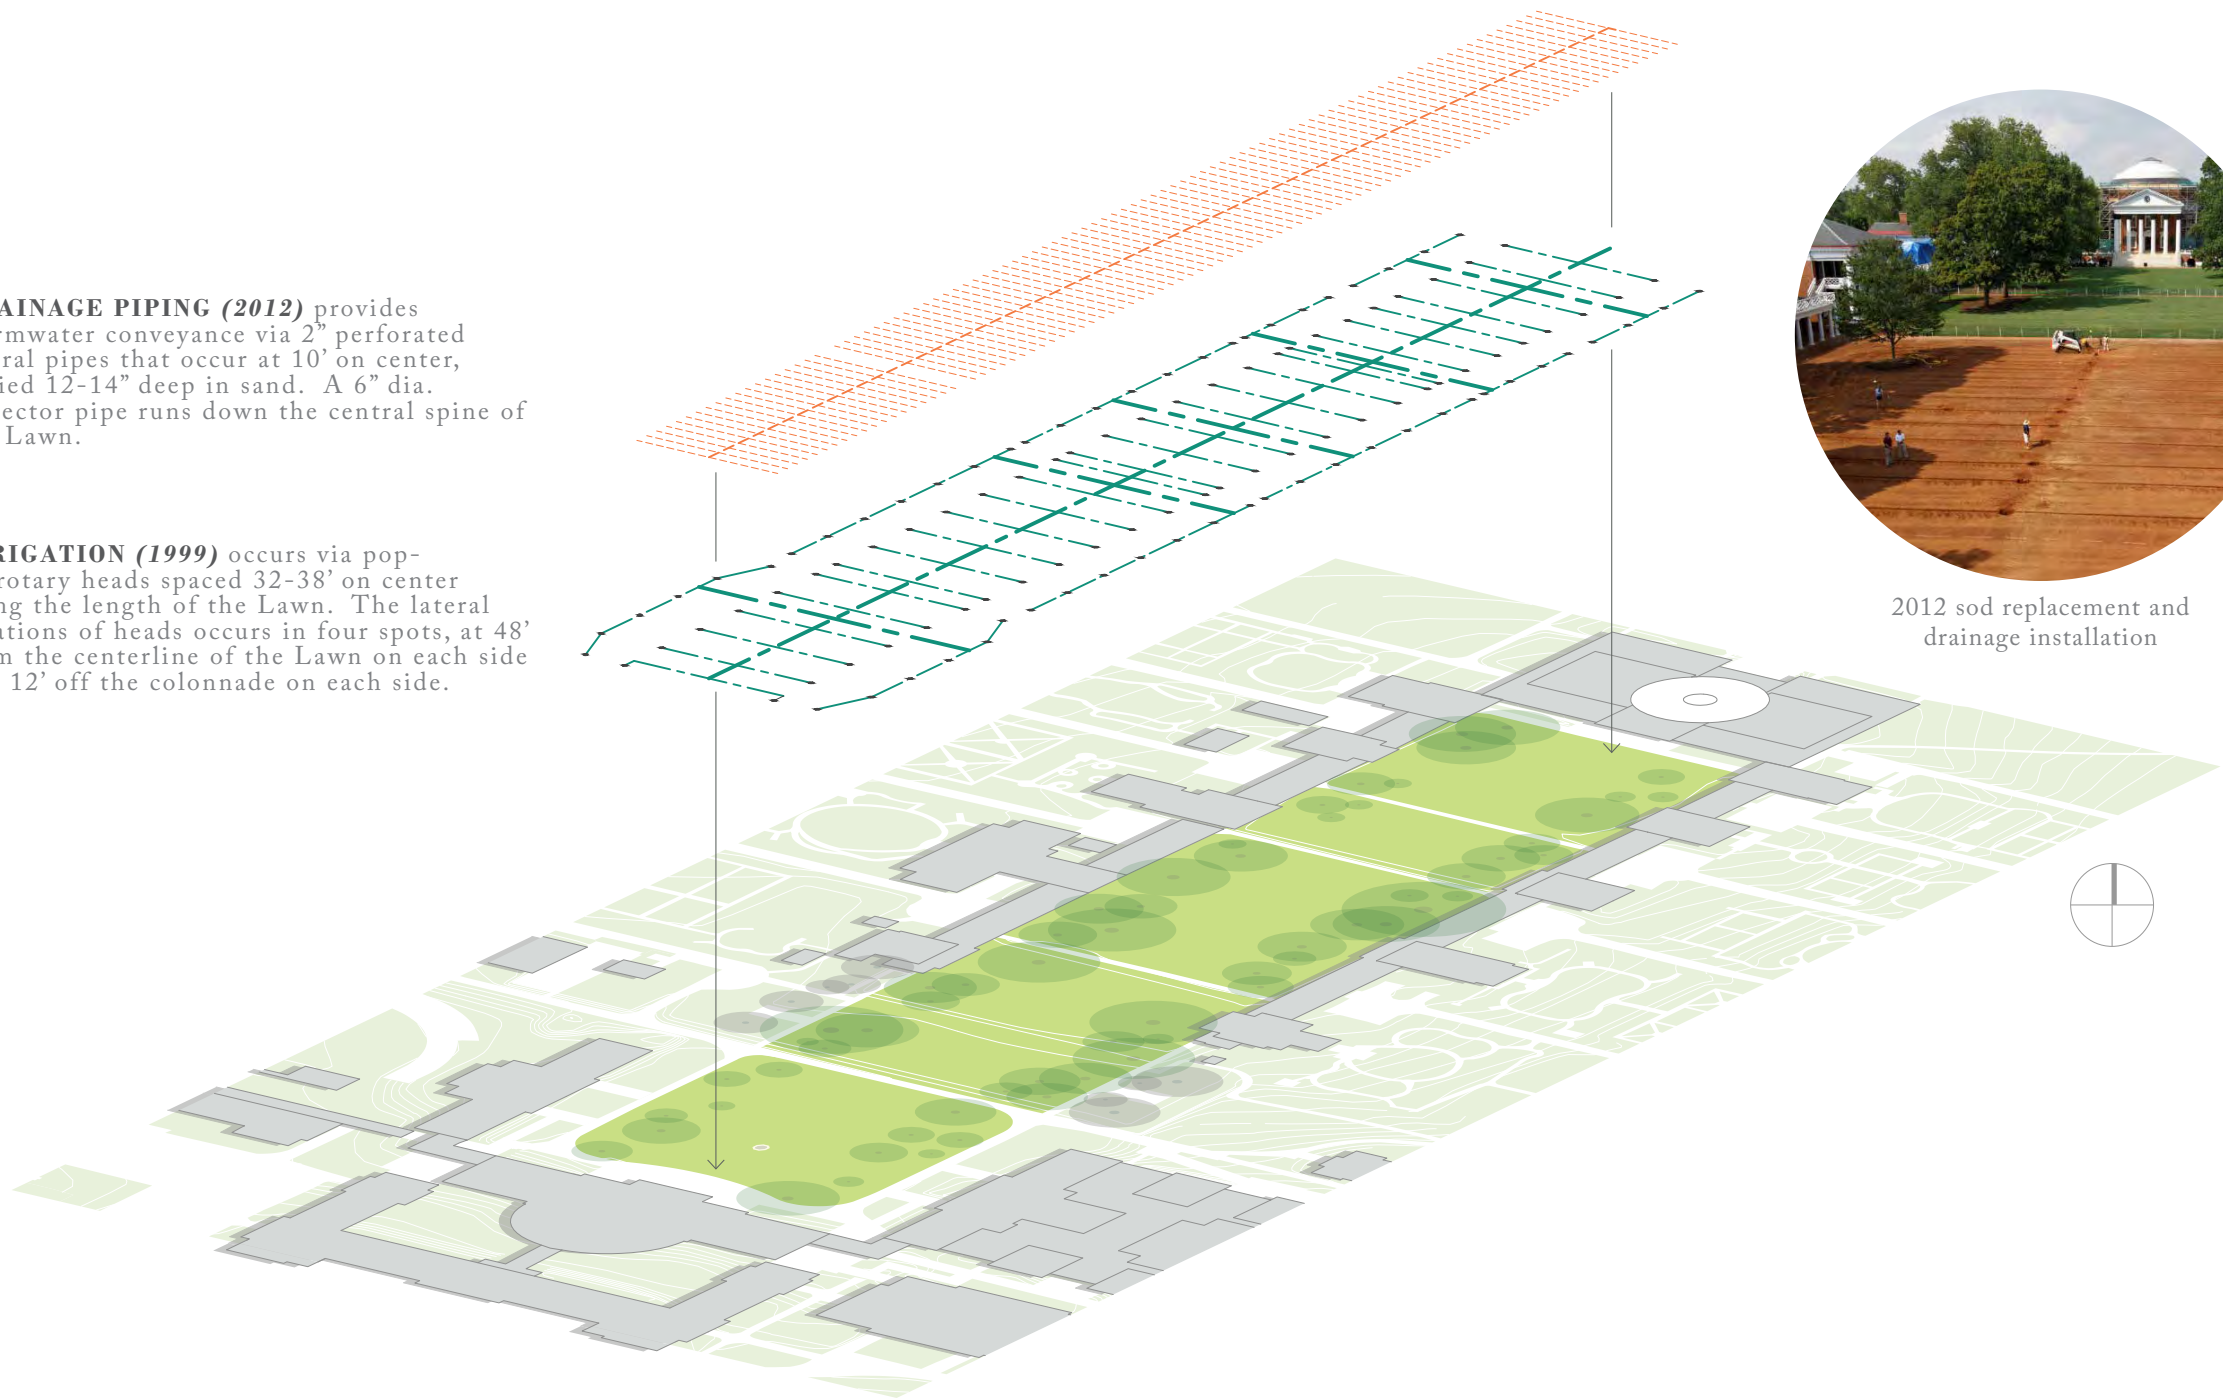 AINAGE PIPING (2012) provides
rmwater conveyance via 2” perforated
ral pipes that occur at 10’ on center,
ied 12-14” deep in sand. A 6” dia.
ector pipe runs down the central spine of
Lawn.
RIGATION (1999) occurs via pop-
rotary heads spaced 32-38’ on center
ng the length of the Lawn. The lateral
ations of heads occurs in four spots, at 48’
m the centerline of the Lawn on each side
12’ off the colonnade on each side.
2012 sod replacement and
drainage installation